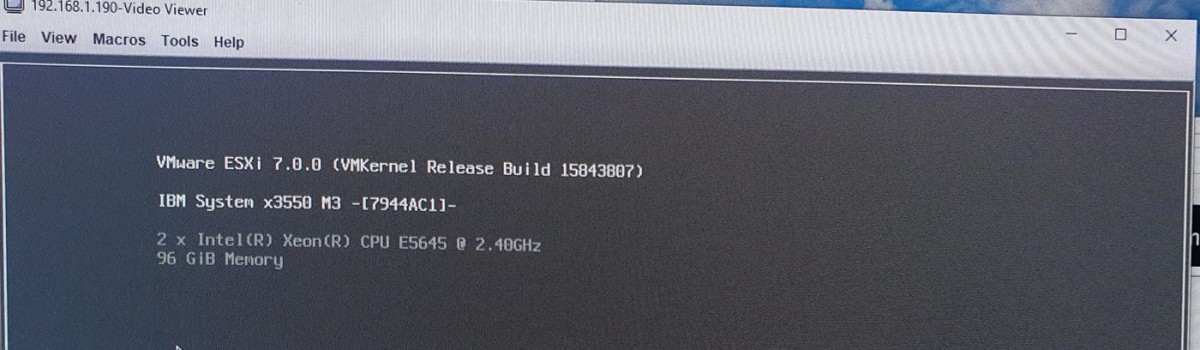 192.168.1.190-Video Viewer
File View Macros Tools Help
VMware ESXi 7.0.0 (VMKernel Release Build 15843807)
IBM System x3550 M3 -[7944AC1]-
2 x Intel(R) Xeon(R) CPU E5645 @ 2.40GHz
96 GiB Memory